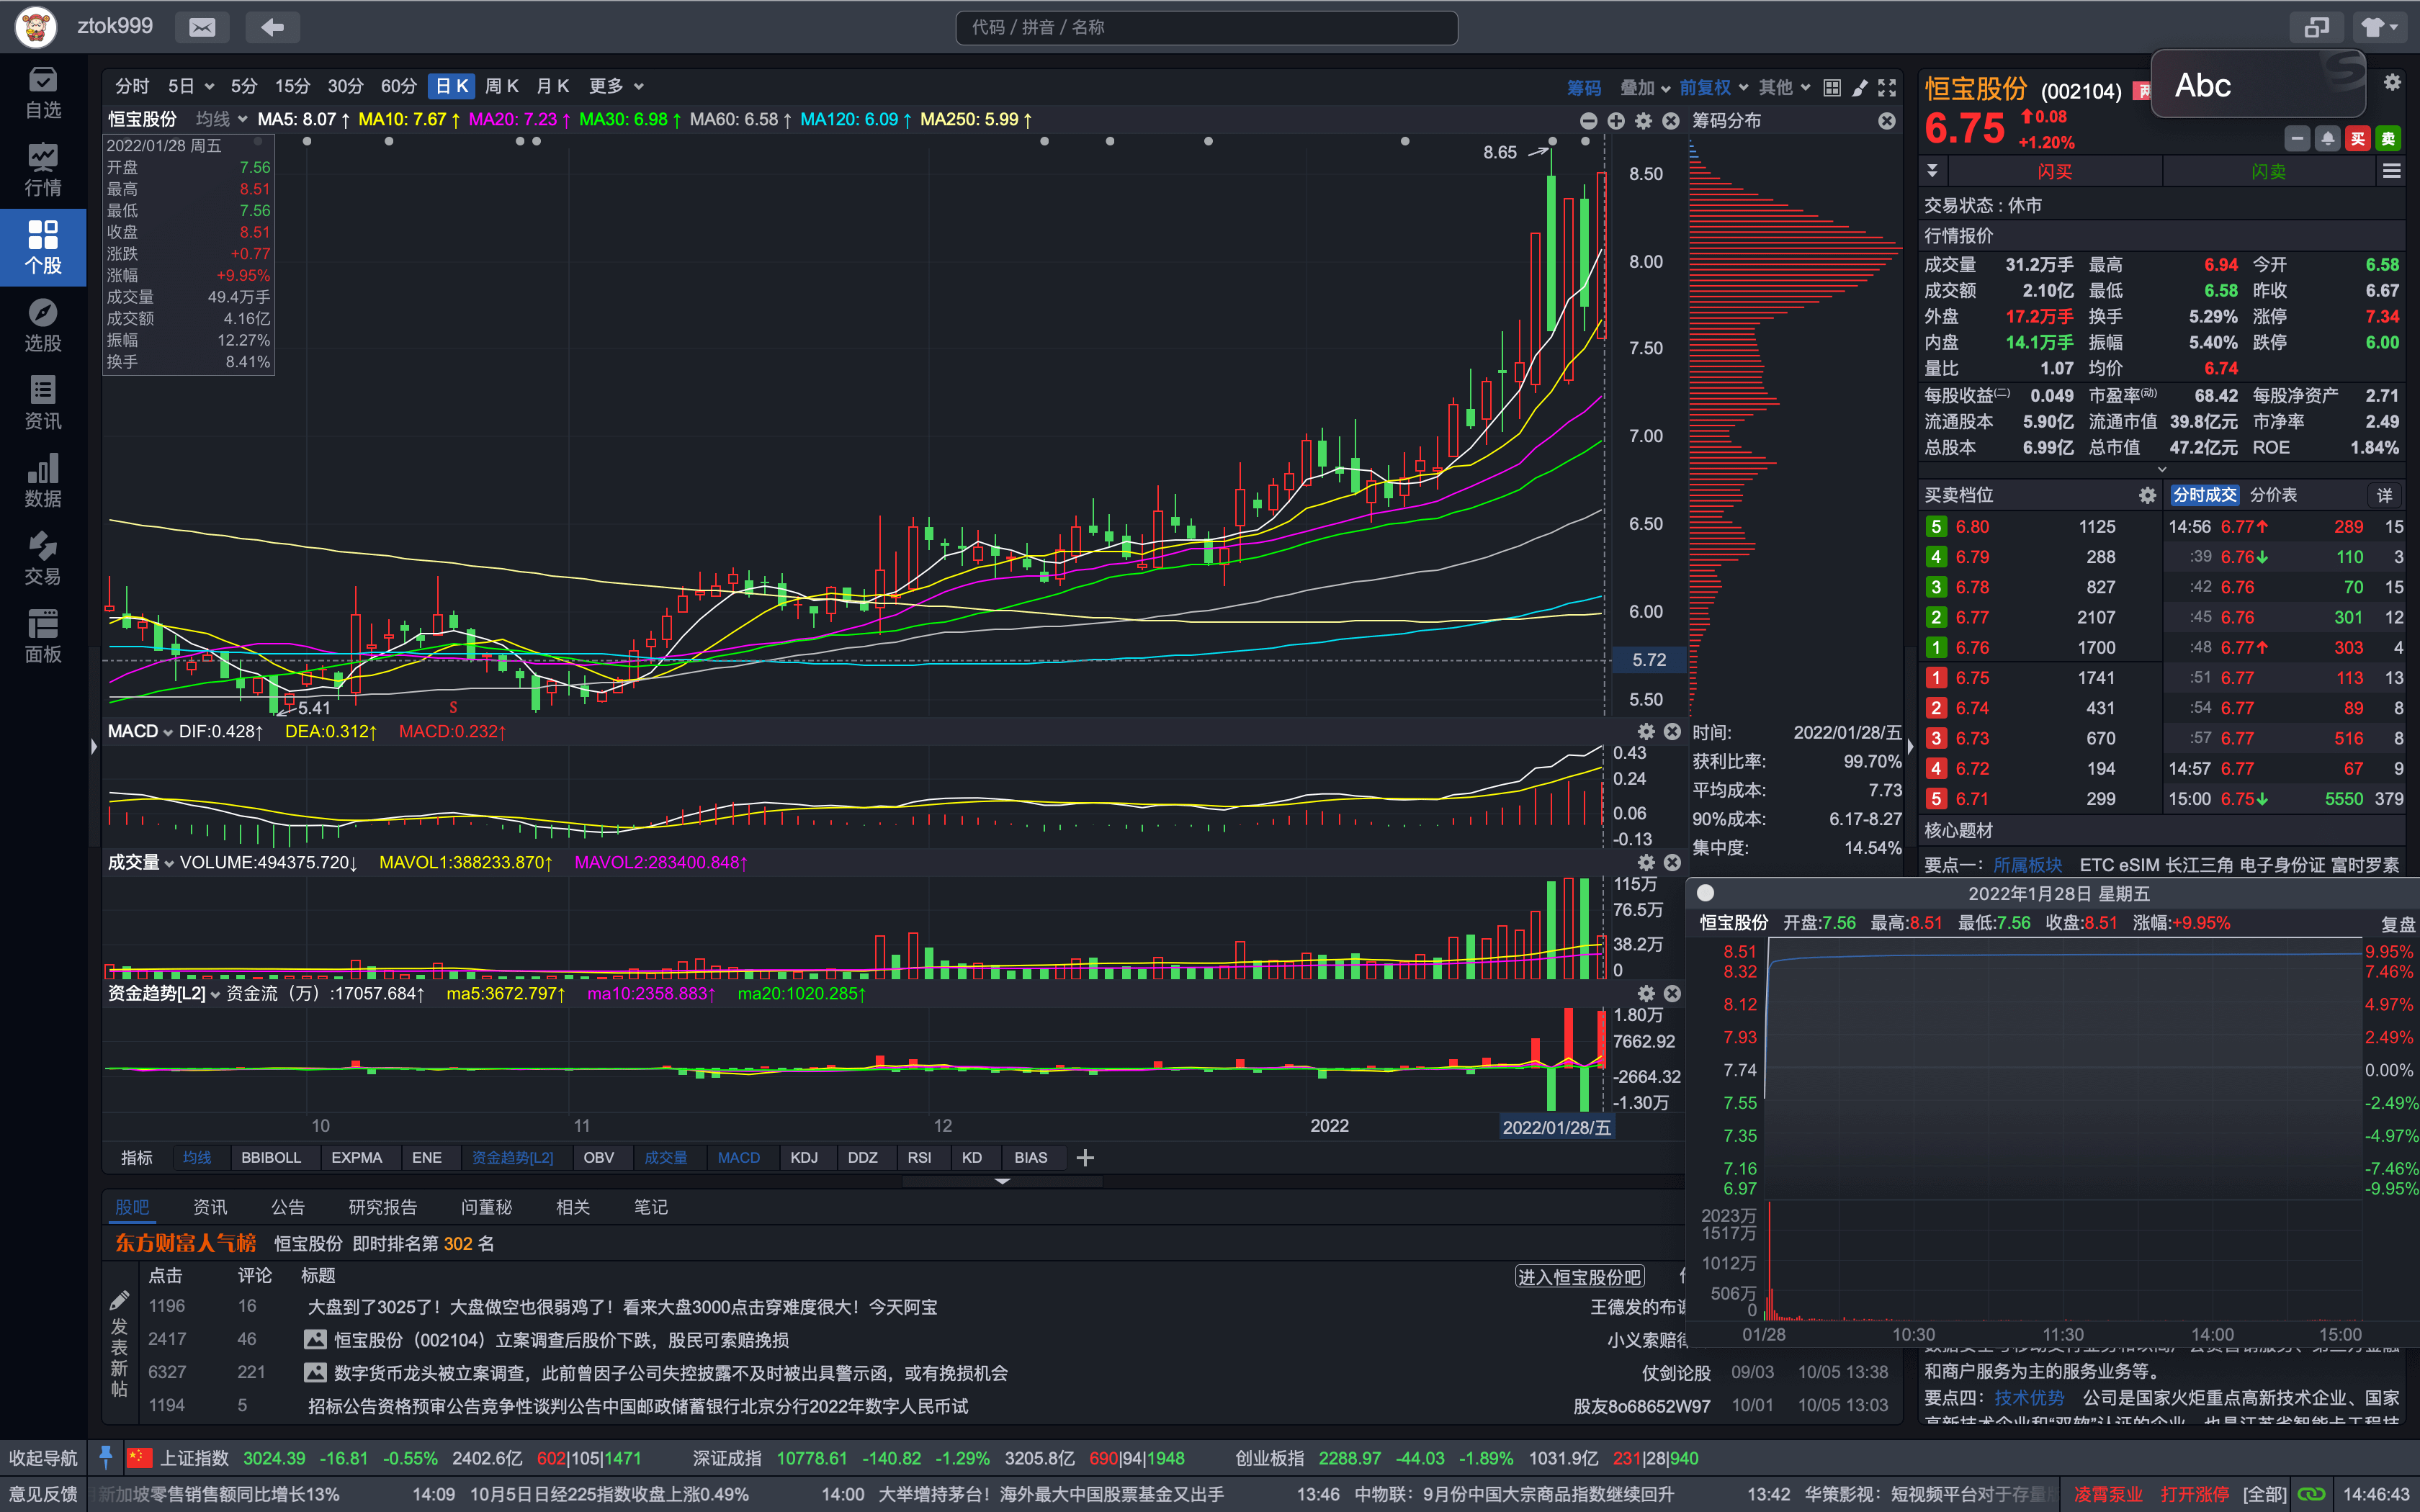 ztok999
代码 / 拼音 / 名称
Abc
自选
行情
个股
选股
资讯
数据
交易
面板
分时 5日 5分 15分 30分 60分 日K 周K 月K 更多
筹码 叠加 前复权 其他
恒宝股份 均线 MA5: 8.07↑ MA10: 7.67↑ MA20: 7.23↑ MA30: 6.98↑ MA60: 6.58↑ MA120: 6.09↑ MA250: 5.99↑
筹码分布
2022/01/28 周五
开盘 7.56
最高 8.51
最低 7.56
收盘 8.51
涨跌 +0.77
涨幅 +9.95%
成交量 49.4万手
成交额 4.16亿
振幅 12.27%
换手 8.41%
8.65
8.50
8.00
7.50
7.00
6.50
6.00
5.72
5.50
5.41
S
MACD DIF:0.428↑ DEA:0.312↑ MACD:0.232↑
0.43
0.24
0.06
-0.13
成交量 VOLUME:494375.720↓ MAVOL1:388233.870↑ MAVOL2:283400.848↑
115万
76.5万
38.2万
0
资金趋势[L2] 资金流（万）:17057.684↑ ma5:3672.797↑ ma10:2358.883↑ ma20:1020.285↑
1.80万
7662.92
-2664.32
-1.30万
10 11 12 2022 2022/01/28/五
指标 均线 BBIBOLL EXPMA ENE 资金趋势[L2] OBV 成交量 MACD KDJ DDZ RSI KD BIAS
时间: 2022/01/28/五
获利比率: 99.70%
平均成本: 7.73
90%成本: 6.17-8.27
集中度: 14.54%
恒宝股份 (002104)
6.75 0.08
+1.20%
买 卖
闪买 闪卖
交易状态 : 休市
行情报价
成交量 31.2万手 最高 6.94 今开 6.58
成交额 2.10亿 最低 6.58 昨收 6.67
外盘 17.2万手 换手 5.29% 涨停 7.34
内盘 14.1万手 振幅 5.40% 跌停 6.00
量比 1.07 均价 6.74
每股收益(二) 0.049 市盈率(动) 68.42 每股净资产 2.71
流通股本 5.90亿 流通市值 39.8亿元 市净率 2.49
总股本 6.99亿 总市值 47.2亿元 ROE 1.84%
买卖档位 分时成交 分价表 详
5 6.80 1125 14:56 6.77↑ 289 15
4 6.79 288 :39 6.76↓ 110 3
3 6.78 827 :42 6.76 70 15
2 6.77 2107 :45 6.76 301 12
1 6.76 1700 :48 6.77↑ 303 4
1 6.75 1741 :51 6.77 113 13
2 6.74 431 :54 6.77 89 8
3 6.73 670 :57 6.77 516 8
4 6.72 194 14:57 6.77 67 9
5 6.71 299 15:00 6.75↓ 5550 379
核心题材
要点一： 所属板块 ETC eSIM 长江三角 电子身份证 富时罗素
2022年1月28日 星期五
恒宝股份 开盘:7.56 最高:8.51 最低:7.56 收盘:8.51 涨幅:+9.95% 复盘
8.51 9.95%
8.32 7.46%
8.12 4.97%
7.93 2.49%
7.74 0.00%
7.55 -2.49%
7.35 -4.97%
7.16 -7.46%
6.97 -9.95%
2023万
1517万
1012万
506万
0
01/28 10:30 11:30 14:00 15:00
和商户服务为主的服务业务等。
要点四： 技术优势 公司是国家火炬重点高新技术企业、国家
股吧 资讯 公告 研究报告 问董秘 相关 笔记
东方财富人气榜 恒宝股份 即时排名第 302 名
点击 评论 标题 进入恒宝股份吧
发表新帖
1196 16 大盘到了3025了！大盘做空也很弱鸡了！看来大盘3000点击穿难度很大！今天阿宝 王德发的布
2417 46 恒宝股份（002104）立案调查后股价下跌，股民可索赔挽损 小义索赔
6327 221 数字货币龙头被立案调查，此前曾因子公司失控披露不及时被出具警示函，或有挽损机会 仗剑论股 09/03 10/05 13:38
1194 5 招标公告资格预审公告竞争性谈判公告中国邮政储蓄银行北京分行2022年数字人民币试 股友8o68652W97 10/01 10/05 13:03
收起导航 上证指数 3024.39 -16.81 -0.55% 2402.6亿 602|105|1471 深证成指 10778.61 -140.82 -1.29% 3205.8亿 690|94|1948 创业板指 2288.97 -44.03 -1.89% 1031.9亿 231|28|940
意见反馈 新加坡零售销售额同比增长13% 14:09 10月5日日经225指数收盘上涨0.49% 14:00 大举增持茅台！海外最大中国股票基金又出手 13:46 中物联：9月份中国大宗商品指数继续回升 13:42 华策影视：短视频平台对于存量 凌霄泵业 打开涨停 [全部] 14:46:43